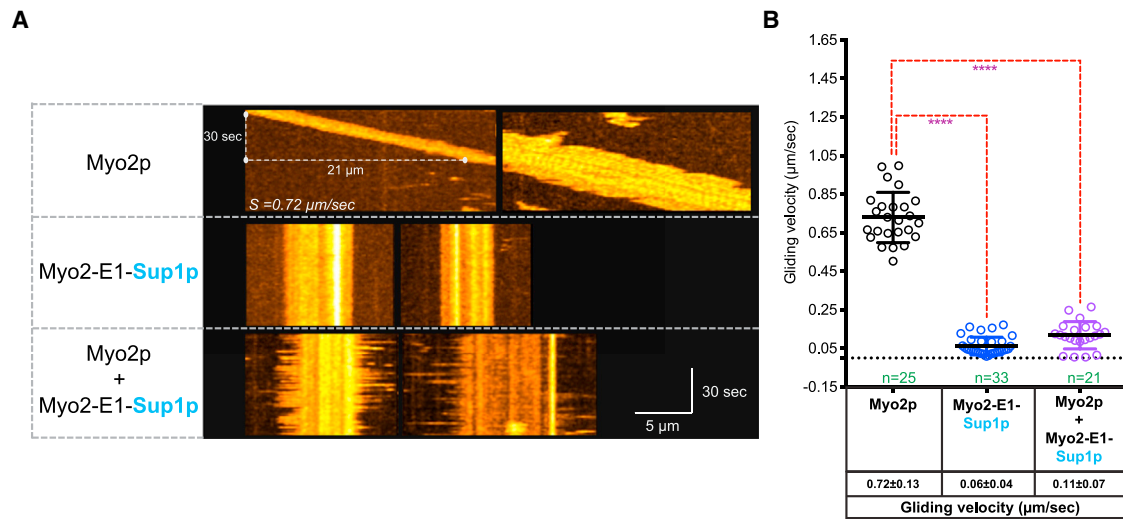 A
Myo2p
30 sec
21 µm
S =0.72 µm/sec
Myo2-E1-Sup1p
Myo2p
+
Myo2-E1-Sup1p
30 sec
5 µm
B
Gliding velocity (µm/sec)
1.65
1.45
1.25
1.05
0.85
0.65
0.45
0.25
0.05
-0.15
****
****
n=25
n=33
n=21
Myo2p
Myo2-E1-
Sup1p
Myo2p
+
Myo2-E1-
Sup1p
0.72±0.13
0.06±0.04
0.11±0.07
Gliding velocity (µm/sec)